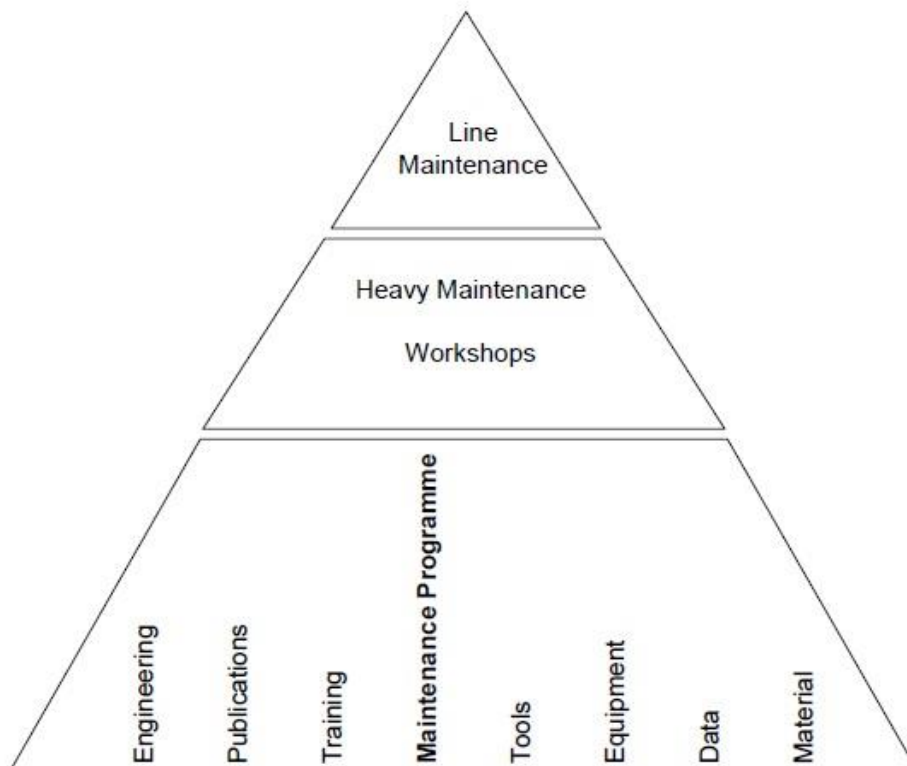 Line
Maintenance
Heavy Maintenance
Workshops
Engineering
Publications
Training
Maintenance Programme
Tools
Equipment
Data
Material